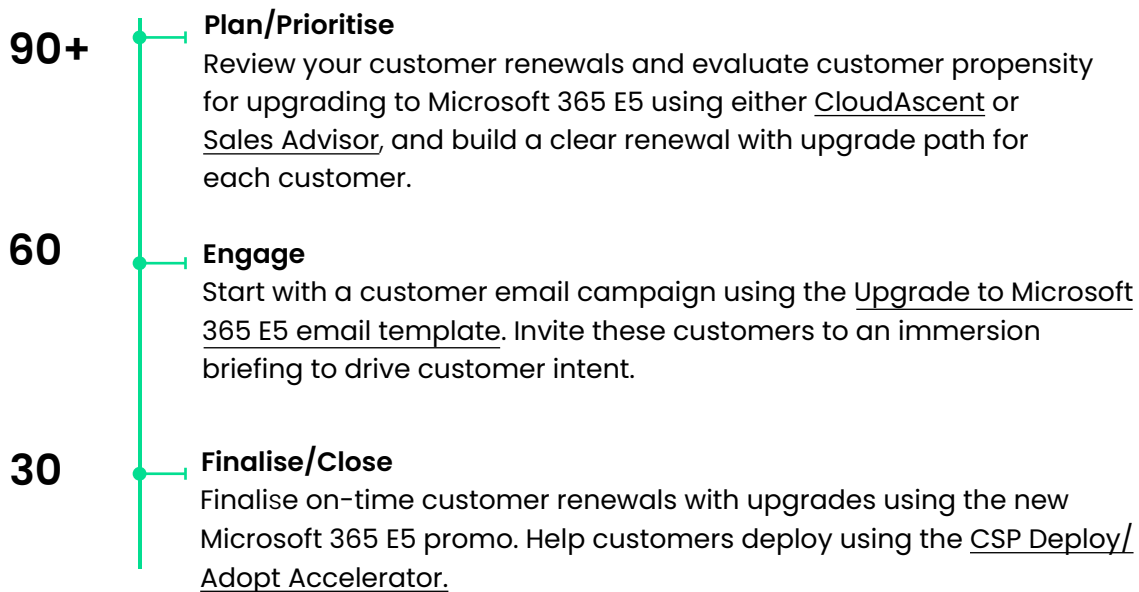 90+
Plan/Prioritise
Review your customer renewals and evaluate customer propensity
for upgrading to Microsoft 365 E5 using either CloudAscent or
Sales Advisor, and build a clear renewal with upgrade path for
each customer.
60
Engage
Start with a customer email campaign using the Upgrade to Microsoft
365 E5 email template. Invite these customers to an immersion
briefing to drive customer intent.
30
Finalise/Close
Finalise on-time customer renewals with upgrades using the new
Microsoft 365 E5 promo. Help customers deploy using the CSP Deploy/
Adopt Accelerator.